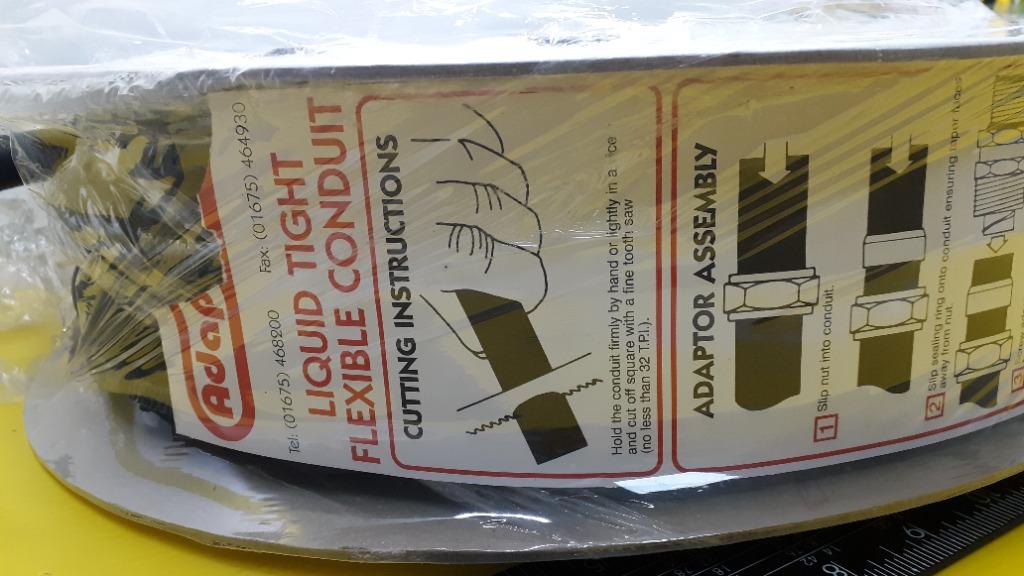 Tel: (01675) 468200 Fax: (01675) 464930
LIQUID TIGHT
FLEXIBLE CONDUIT
CUTTING INSTRUCTIONS
Hold the conduit firmly by hand or lightly in a vice
and cut off square with a fine tooth saw
(no less than 32 T.P.I.).
ADAPTOR ASSEMBLY
1 Slip nut into conduit.
2 Slip sealing ring onto conduit ensuring taper
away from nut.
3